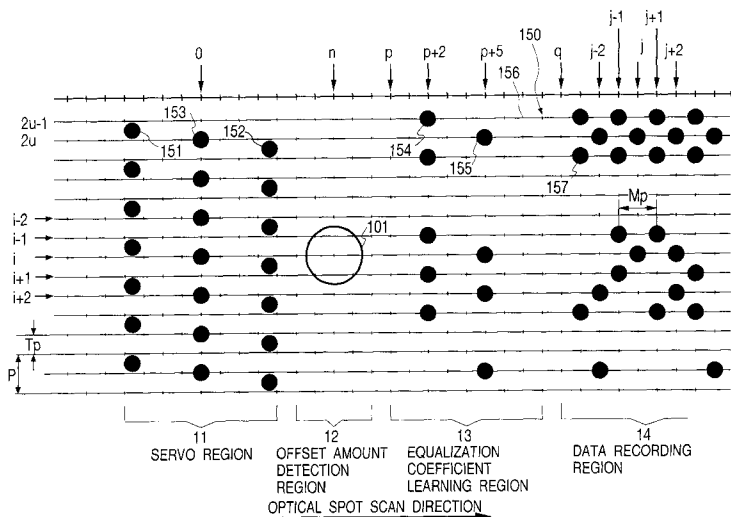 j-1 j+1
0 n p p+2 p+5 q j-2 j j+2
150
156
2u-1
2u
153
152
151
154
155
157
Mp
i-2
i-1
i
i+1
i+2
101
Tp
P
11
SERVO REGION
12
OFFSET AMOUNT
DETECTION
REGION
13
EQUALIZATION
COEFFICIENT
LEARNING REGION
14
DATA RECORDING
REGION
OPTICAL SPOT SCAN DIRECTION